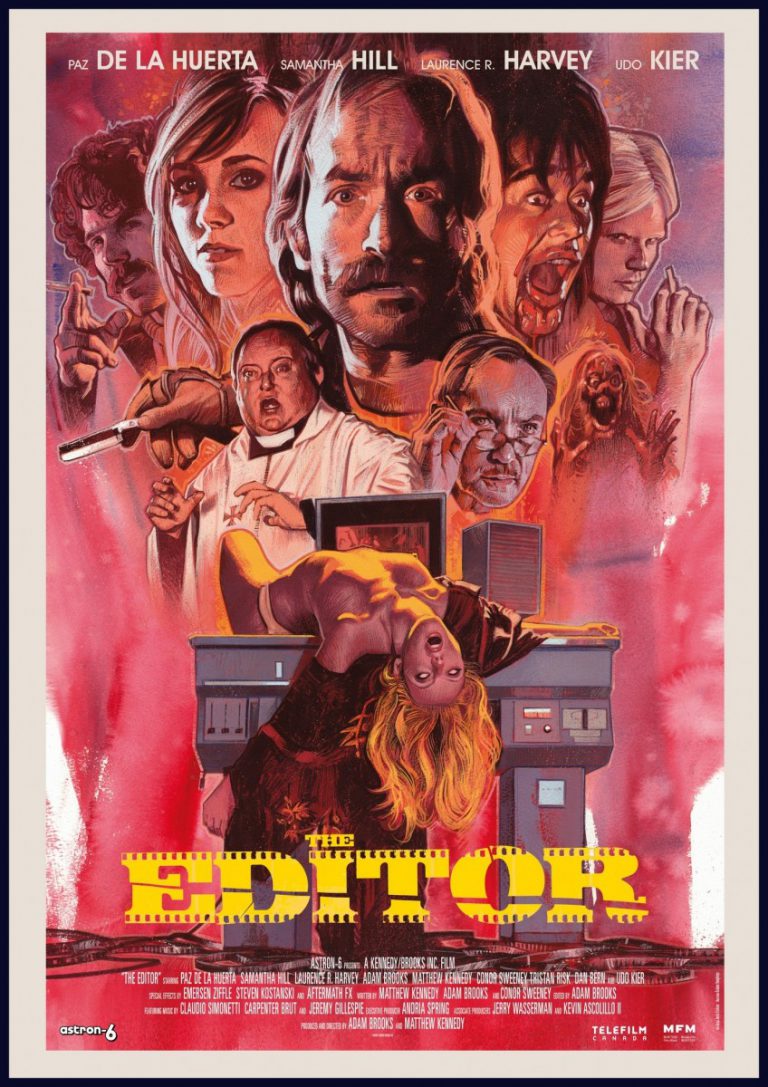 PAZ DE LA HUERTA SAMANTHA HILL LAURENCE R. HARVEY UDO KIER
THE
EDITOR
ASTRON-6 PRESENTS A KENNEDY/BROOKS INC. FILM
"THE EDITOR" STARRING PAZ DE LA HUERTA SAMANTHA HILL LAURENCE R. HARVEY ADAM BROOKS MATTHEW KENNEDY CONOR SWEENEY TRISTAN RISK DAN BERN AND UDO KIER
SPECIAL EFFECTS BY EMERSEN ZIFFLE STEVEN KOSTANSKI AND AFTERMATH FX WRITTEN BY MATTHEW KENNEDY ADAM BROOKS AND CONOR SWEENEY EDITED BY ADAM BROOKS
FEATURING MUSIC BY CLAUDIO SIMONETTI CARPENTER BRUT AND JEREMY GILLESPIE EXECUTIVE PRODUCER ANDRIA SPRING ASSOCIATE PRODUCERS JERRY WASSERMAN AND KEVIN ASCOLILLO II
PRODUCED AND DIRECTED BY ADAM BROOKS AND MATTHEW KENNEDY
astron-6
TELEFILM
CANADA
MFM